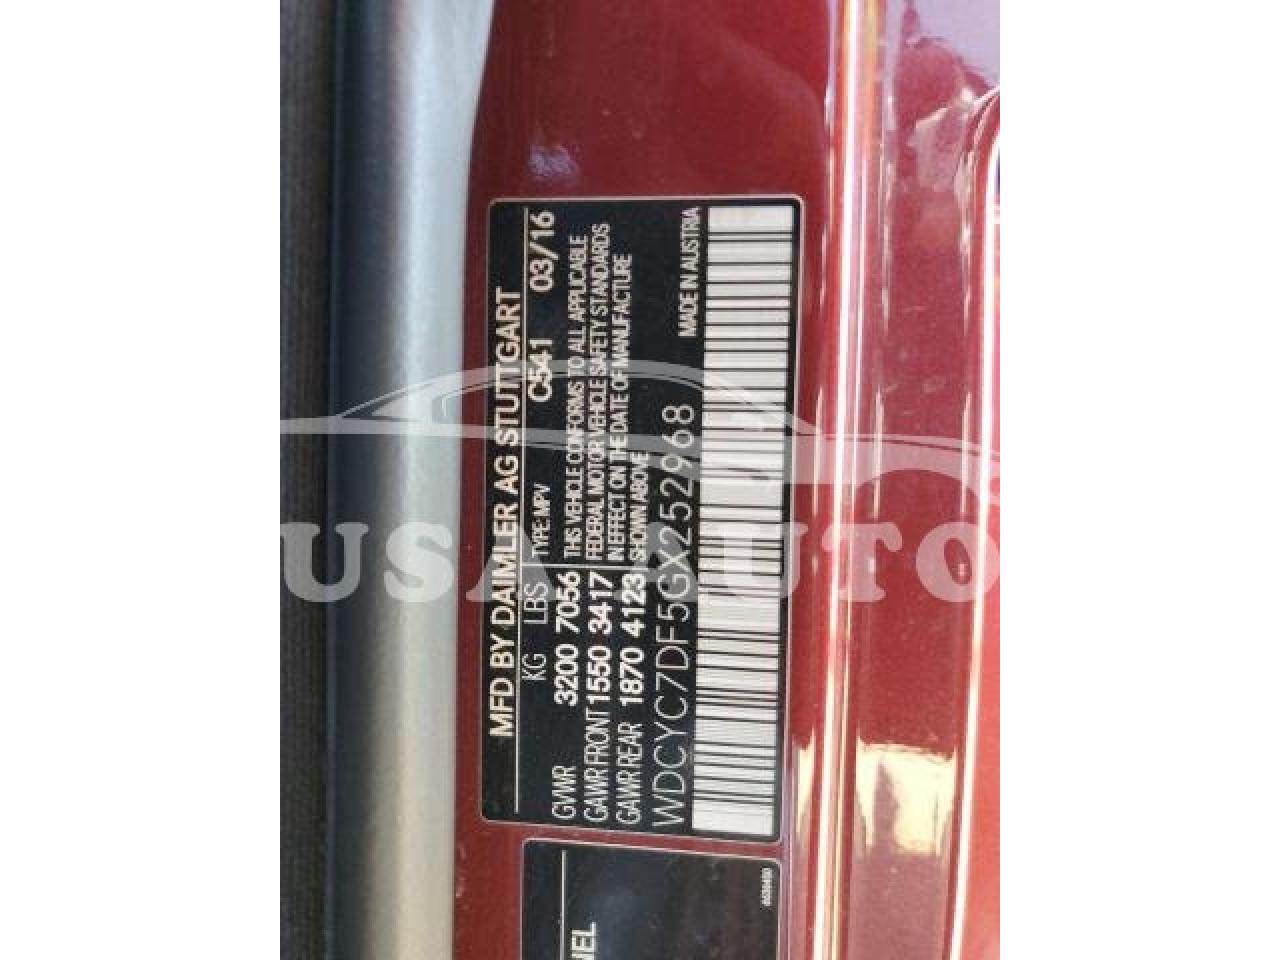 MFD BY DAIMLER AG STUTTGART
KG LBS TYPE: MPV C541 03/16
GVWR 3200 7056
GAWR FRONT 1550 3417
GAWR REAR 1870 4123
THIS VEHICLE CONFORMS TO ALL APPLICABLE
FEDERAL MOTOR VEHICLE SAFETY STANDARDS
IN EFFECT ON THE DATE OF MANUFACTURE
SHOWN ABOVE
WDCYC7DF5GX252968
MADE IN AUSTRIA
USA AUTO
NEL